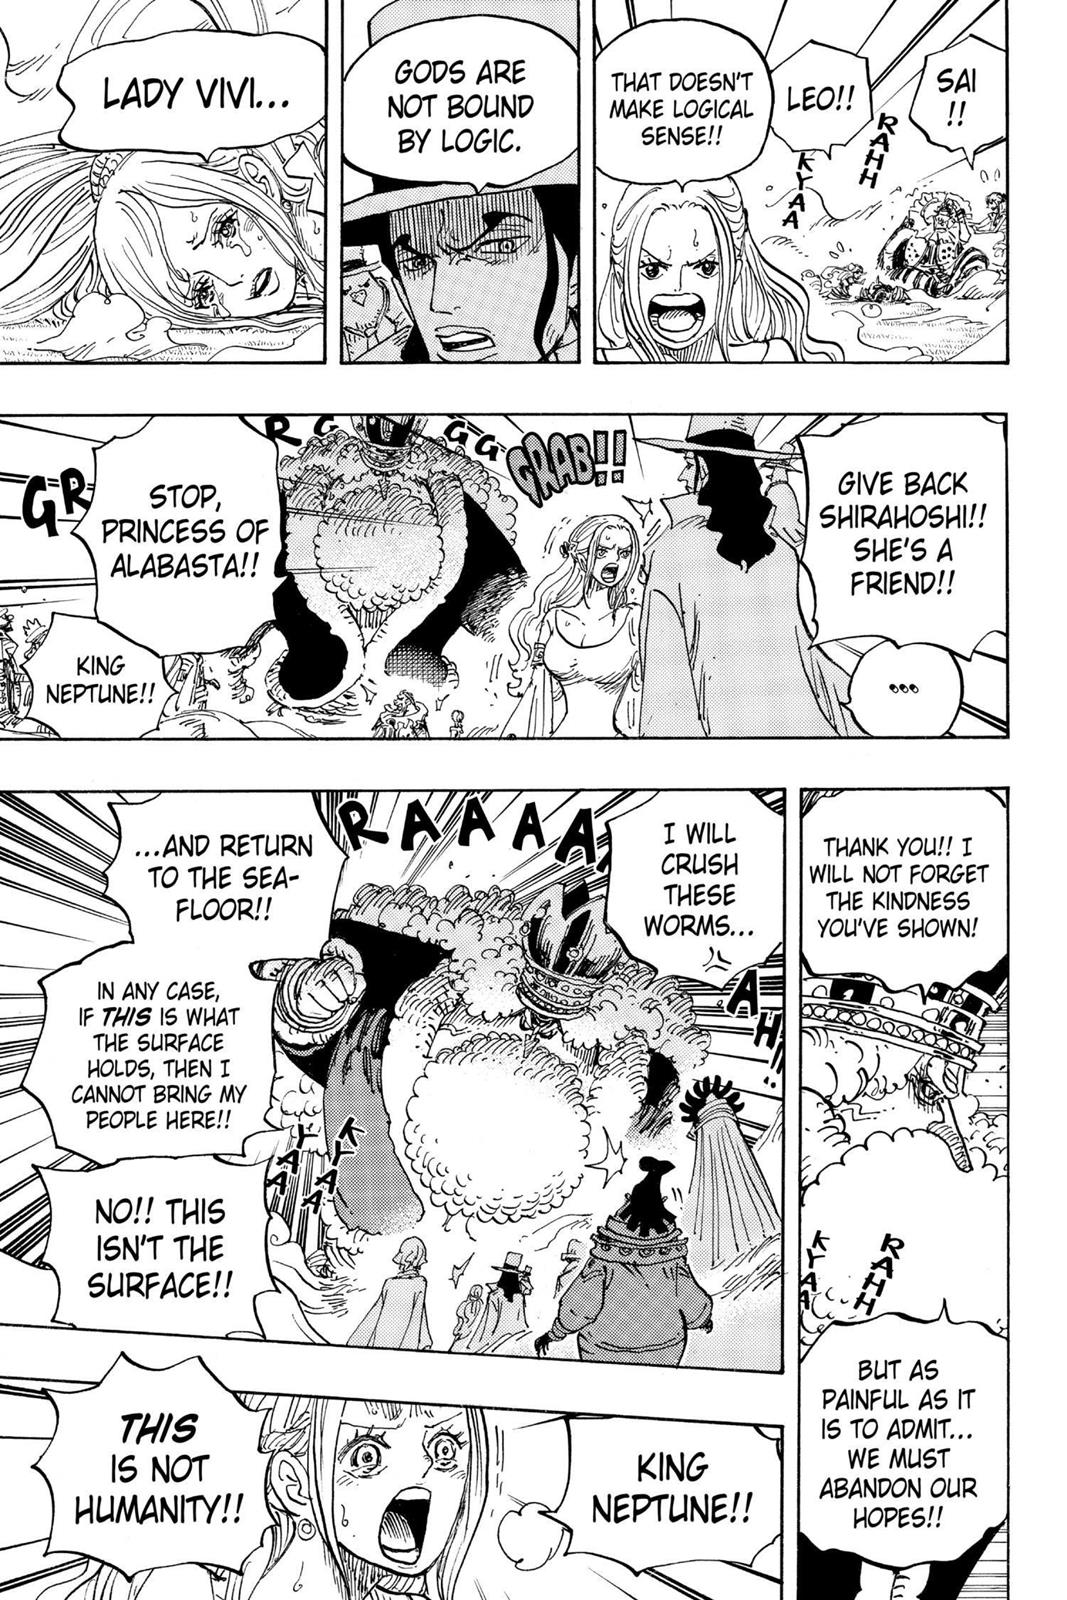 SAI
!!
LEO!!
RAHH
KYAA
THAT DOESN'T
MAKE LOGICAL
SENSE!!
GODS ARE
NOT BOUND
BY LOGIC.
LADY VIVI...
GIVE BACK
SHIRAHOSHI!!
SHE'S A
FRIEND!!
...
GRAB!!
STOP,
PRINCESS OF
ALABASTA!!
KING
NEPTUNE!!
THANK YOU!! I
WILL NOT FORGET
THE KINDNESS
YOU'VE SHOWN!
RAHH
KYAA
BUT AS
PAINFUL AS IT
IS TO ADMIT...
WE MUST
ABANDON OUR
HOPES!!
I WILL
CRUSH
THESE
WORMS...
RAAAAA
AH!!
...AND RETURN
TO THE SEA-
FLOOR!!
IN ANY CASE,
IF THIS IS WHAT
THE SURFACE
HOLDS, THEN I
CANNOT BRING MY
PEOPLE HERE!!
KYAA
YAA
NO!! THIS
ISN'T THE
SURFACE!!
KING
NEPTUNE!!
THIS
IS NOT
HUMANITY!!